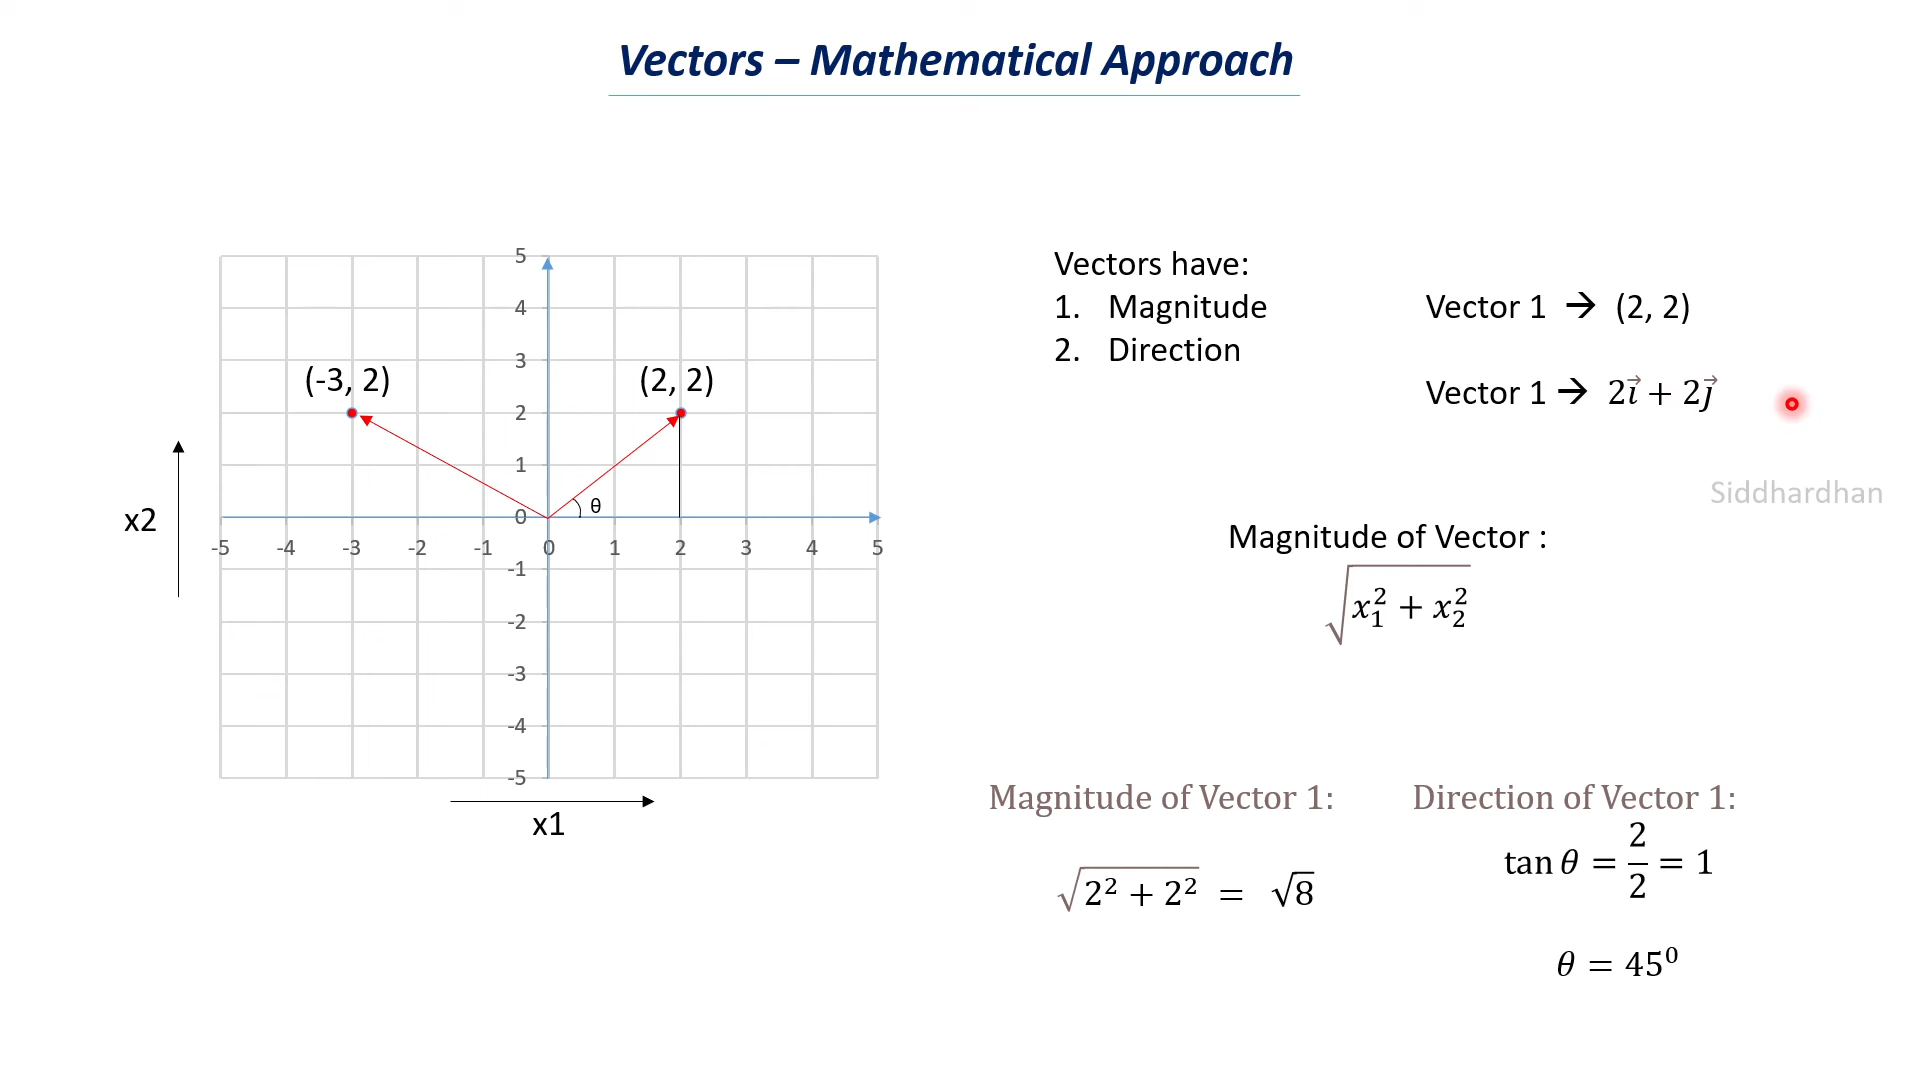 Vectors – Mathematical Approach
5
4
3
(-3, 2)
(2, 2)
2
1
θ
0
x2
-5 -4 -3 -2 -1 0 1 2 3 4 5
-1
-2
-3
-4
-5
x1
Vectors have:
1. Magnitude
2. Direction
Vector 1 → (2, 2)
Vector 1 → 2i⃗ + 2j⃗
Siddhardhan
Magnitude of Vector :
√(x₁² + x₂²)
Magnitude of Vector 1:
√(2² + 2²) = √8
Direction of Vector 1:
tan θ = 2/2 = 1
θ = 45⁰